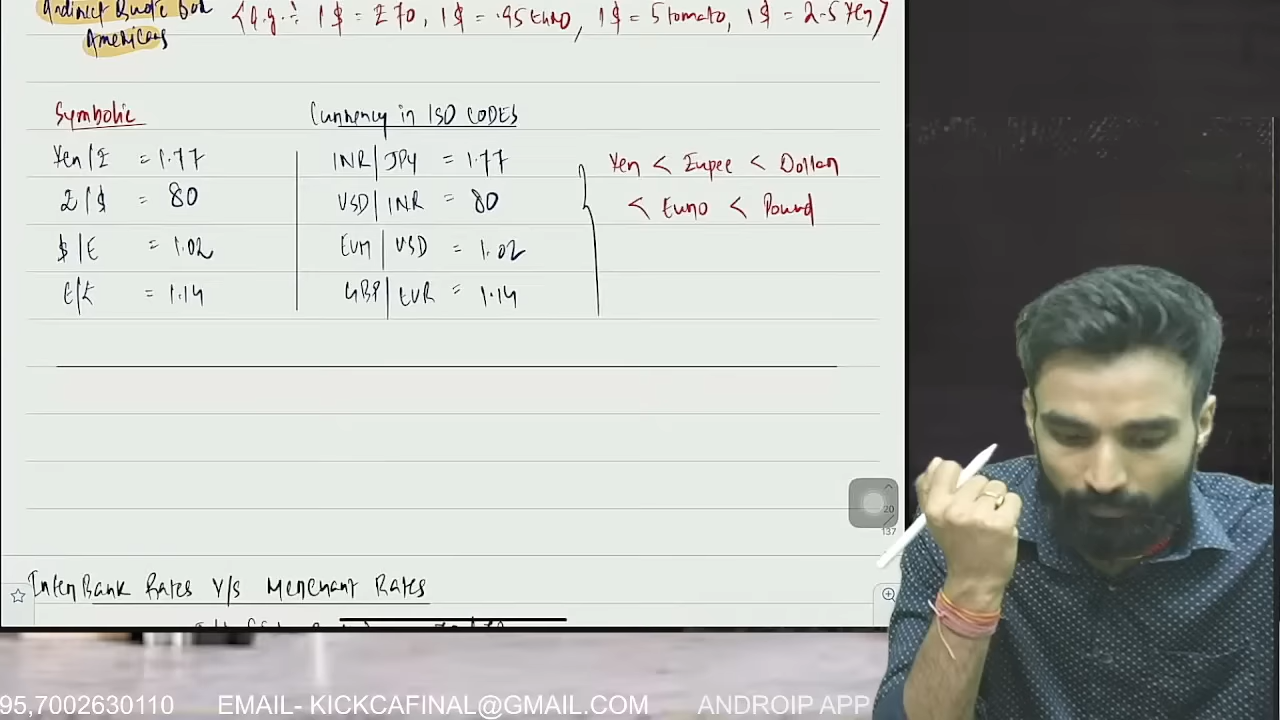 Indirect Quote for
Americans
{e.g.: 1$ = ₹70, 1$ = .95 Euro, 1$ = 5 tomato, 1$ = 2.5 Yen}
Symbolic
Currency in ISO CODES
Yen/₹ = 1.77
INR/JPY = 1.77
₹/$ = 80
USD/INR = 80
$/€ = 1.02
EUR/USD = 1.02
€/£ = 1.14
GBP/EUR = 1.14
Yen < Rupee < Dollar
< Euro < Pound
20
137
InterBank Rates V/s Merchant Rates
95,7002630110 EMAIL- KICKCAFINAL@GMAIL.COM ANDROIP APP